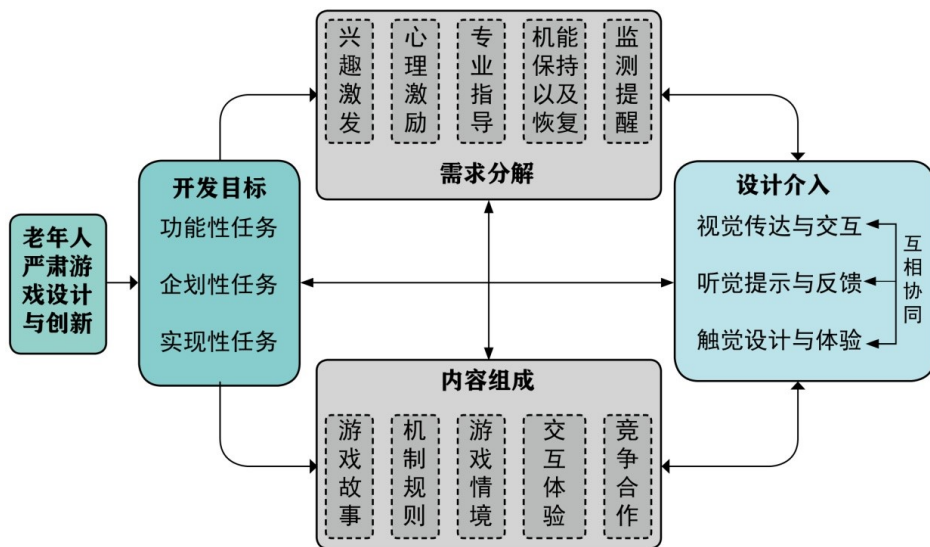 兴趣激发
心理激励
专业指导
机能保持以及恢复
监测提醒
需求分解
老年人
严肃游
戏设计
与创新
开发目标
功能性任务
企划性任务
实现性任务
设计介入
视觉传达与交互
听觉提示与反馈
触觉设计与体验
互相协同
内容组成
游戏故事
机制规则
游戏情境
交互体验
竞争合作